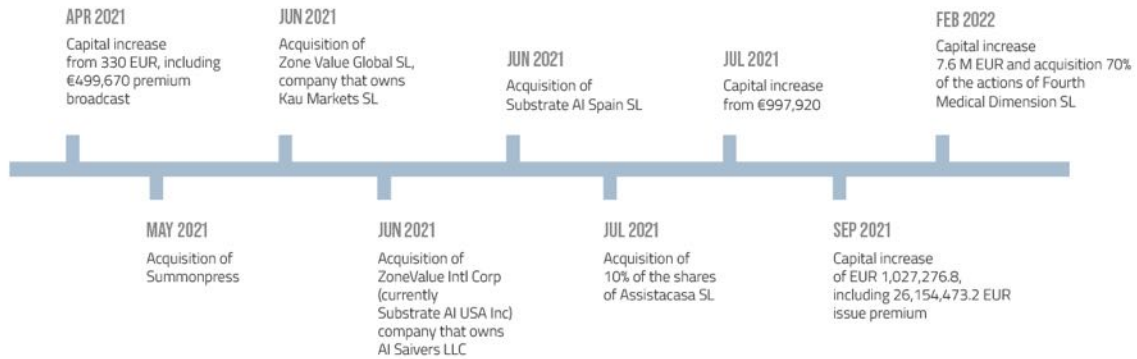 APR 2021
Capital increase
from 330 EUR, including
€499,670 premium
broadcast
MAY 2021
Acquisition of
Summonpress
JUN 2021
Acquisition of
Zone Value Global SL,
company that owns
Kau Markets SL
JUN 2021
Acquisition of
ZoneValue Intl Corp
(currently
Substrate AI USA Inc)
company that owns
AI Saivers LLC
JUN 2021
Acquisition of
Substrate AI Spain SL
JUL 2021
Acquisition of
10% of the shares
of Assistacasa SL
JUL 2021
Capital increase
from €997,920
SEP 2021
Capital increase
of EUR 1,027,276.8,
including 26,154,473.2 EUR
issue premium
FEB 2022
Capital increase
7.6 M EUR and acquisition 70%
of the actions of Fourth
Medical Dimension SL